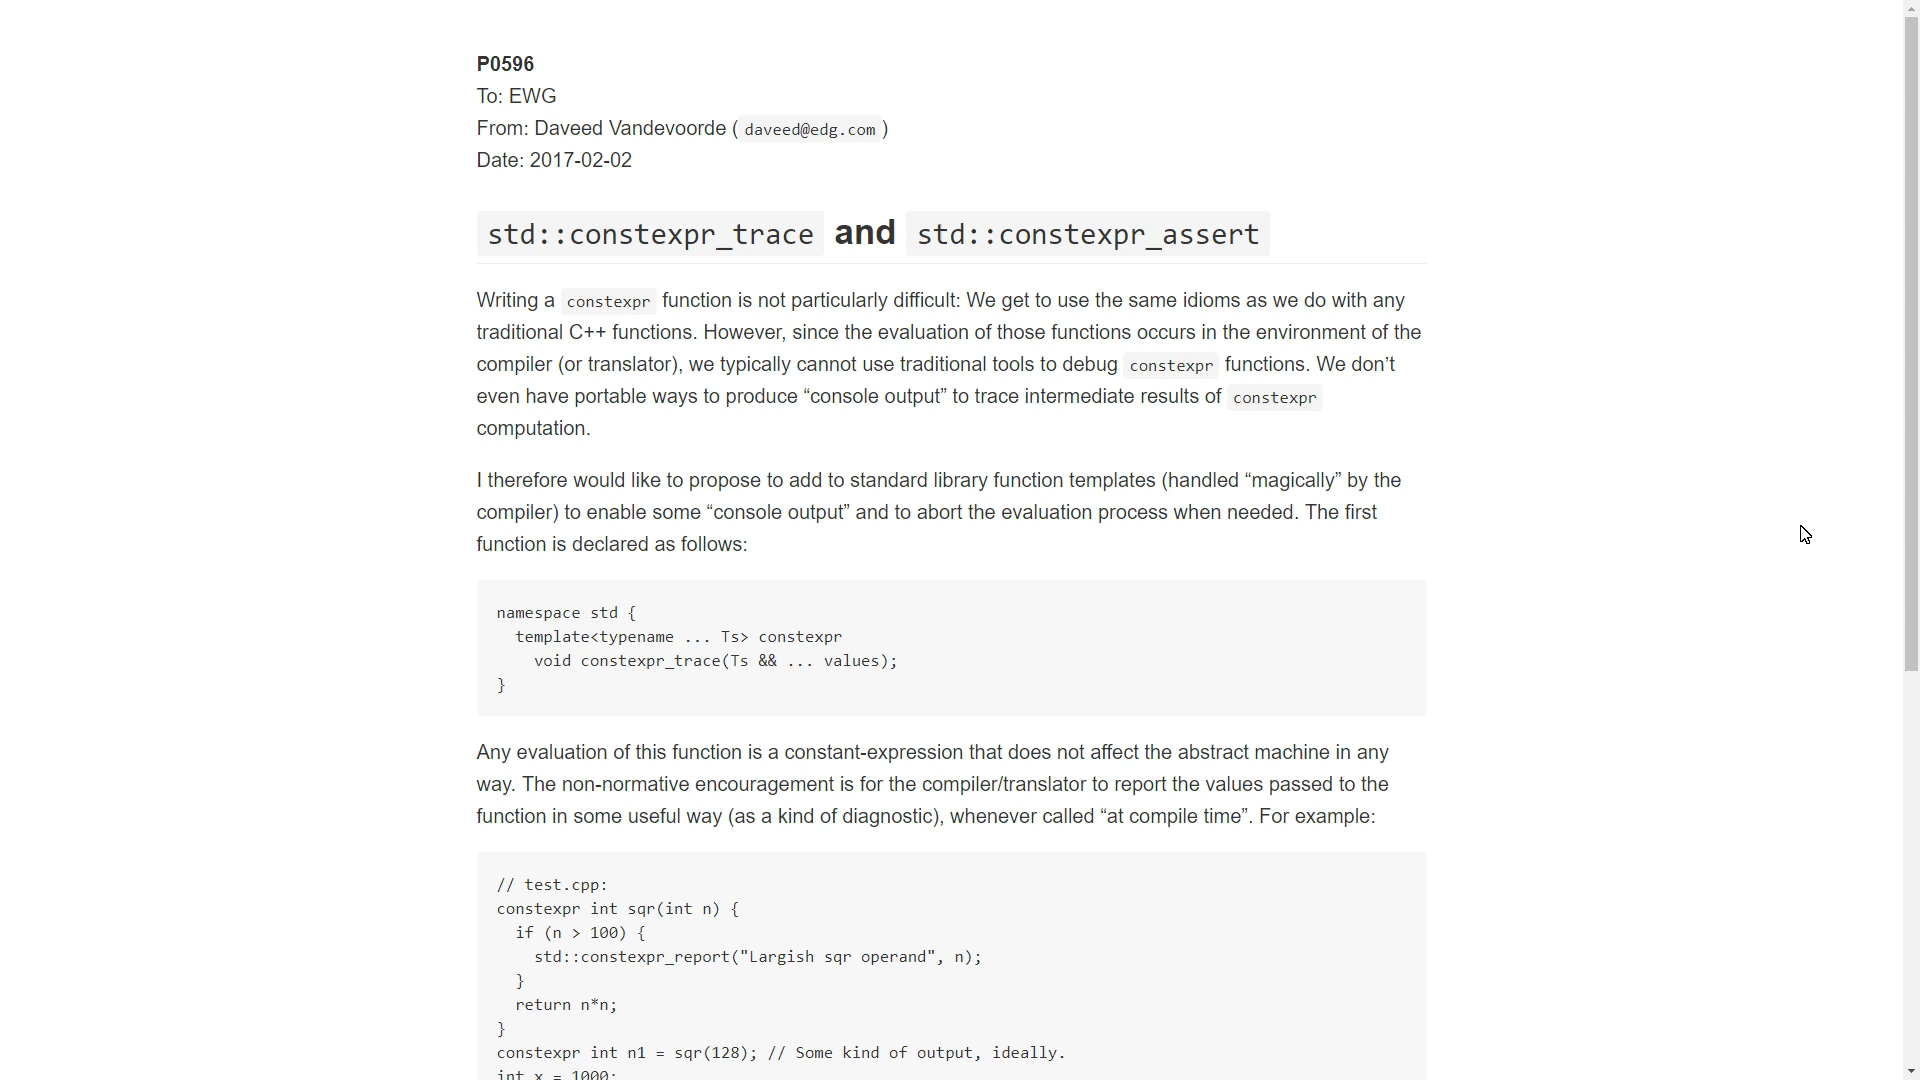 P0596
To: EWG
From: Daveed Vandevoorde ( daveed@edg.com )
Date: 2017-02-02
std::constexpr_trace and std::constexpr_assert
Writing a constexpr function is not particularly difficult: We get to use the same idioms as we do with any
traditional C++ functions. However, since the evaluation of those functions occurs in the environment of the
compiler (or translator), we typically cannot use traditional tools to debug constexpr functions. We don’t
even have portable ways to produce “console output” to trace intermediate results of constexpr
computation.
I therefore would like to propose to add to standard library function templates (handled “magically” by the
compiler) to enable some “console output” and to abort the evaluation process when needed. The first
function is declared as follows:
namespace std {
  template<typename ... Ts> constexpr
    void constexpr_trace(Ts && ... values);
}
Any evaluation of this function is a constant-expression that does not affect the abstract machine in any
way. The non-normative encouragement is for the compiler/translator to report the values passed to the
function in some useful way (as a kind of diagnostic), whenever called “at compile time”. For example:
// test.cpp:
constexpr int sqr(int n) {
  if (n > 100) {
    std::constexpr_report("Largish sqr operand", n);
  }
  return n*n;
}
constexpr int n1 = sqr(128); // Some kind of output, ideally.
int x = 1000;